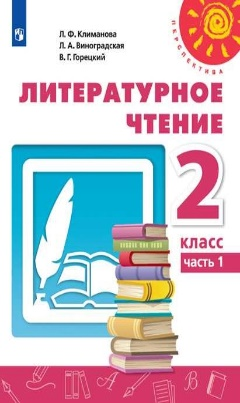 Л. Ф. Климанова
Л. А. Виноградская
В. Г. Горецкий
ПЕРСПЕКТИВА
ЛИТЕРАТУРНОЕ
ЧТЕНИЕ
2
КЛАСС
ЧАСТЬ 1
А
В